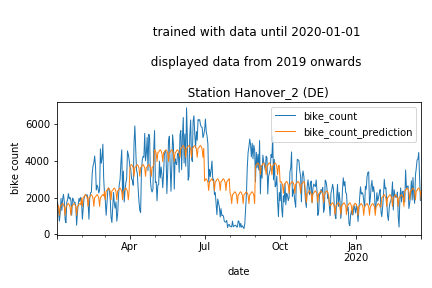 trained with data until 2020-01-01
displayed data from 2019 onwards
Station Hanover_2 (DE)
bike_count
bike_count_prediction
6000
4000
2000
0
bike count
Apr
Jul
Oct
Jan
2020
date